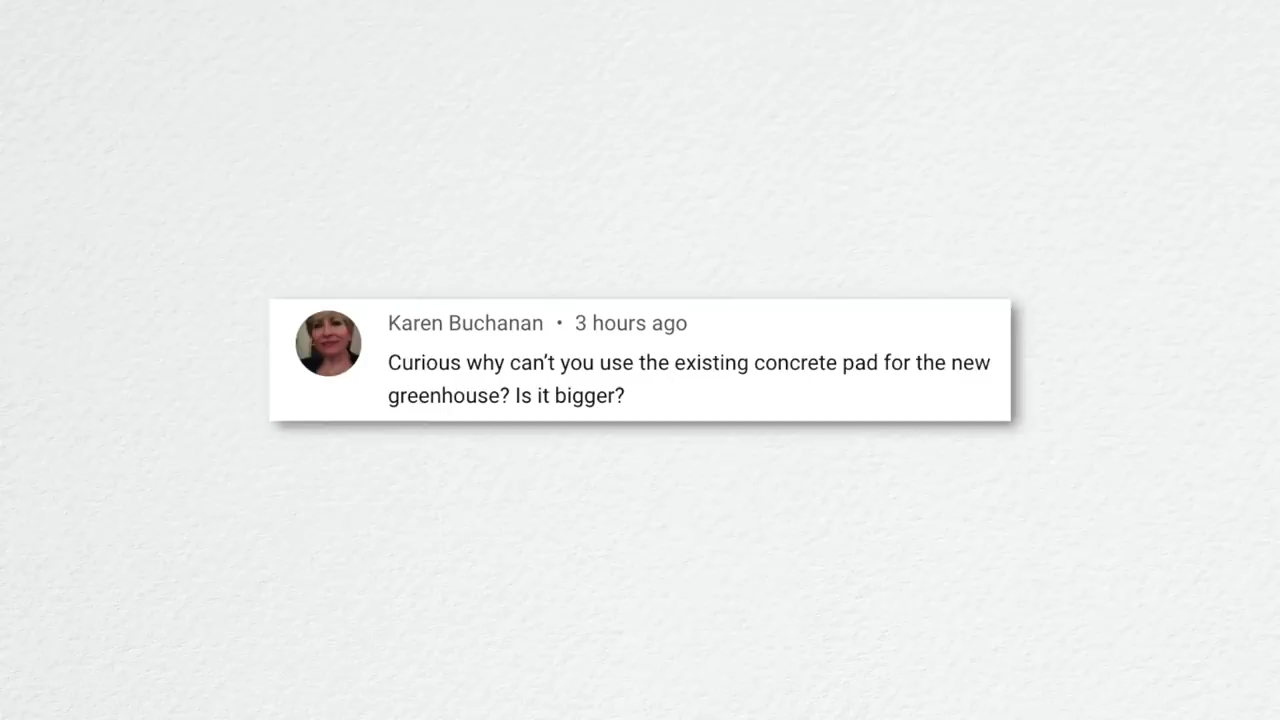 Karen Buchanan • 3 hours ago
Curious why can’t you use the existing concrete pad for the new
greenhouse? Is it bigger?